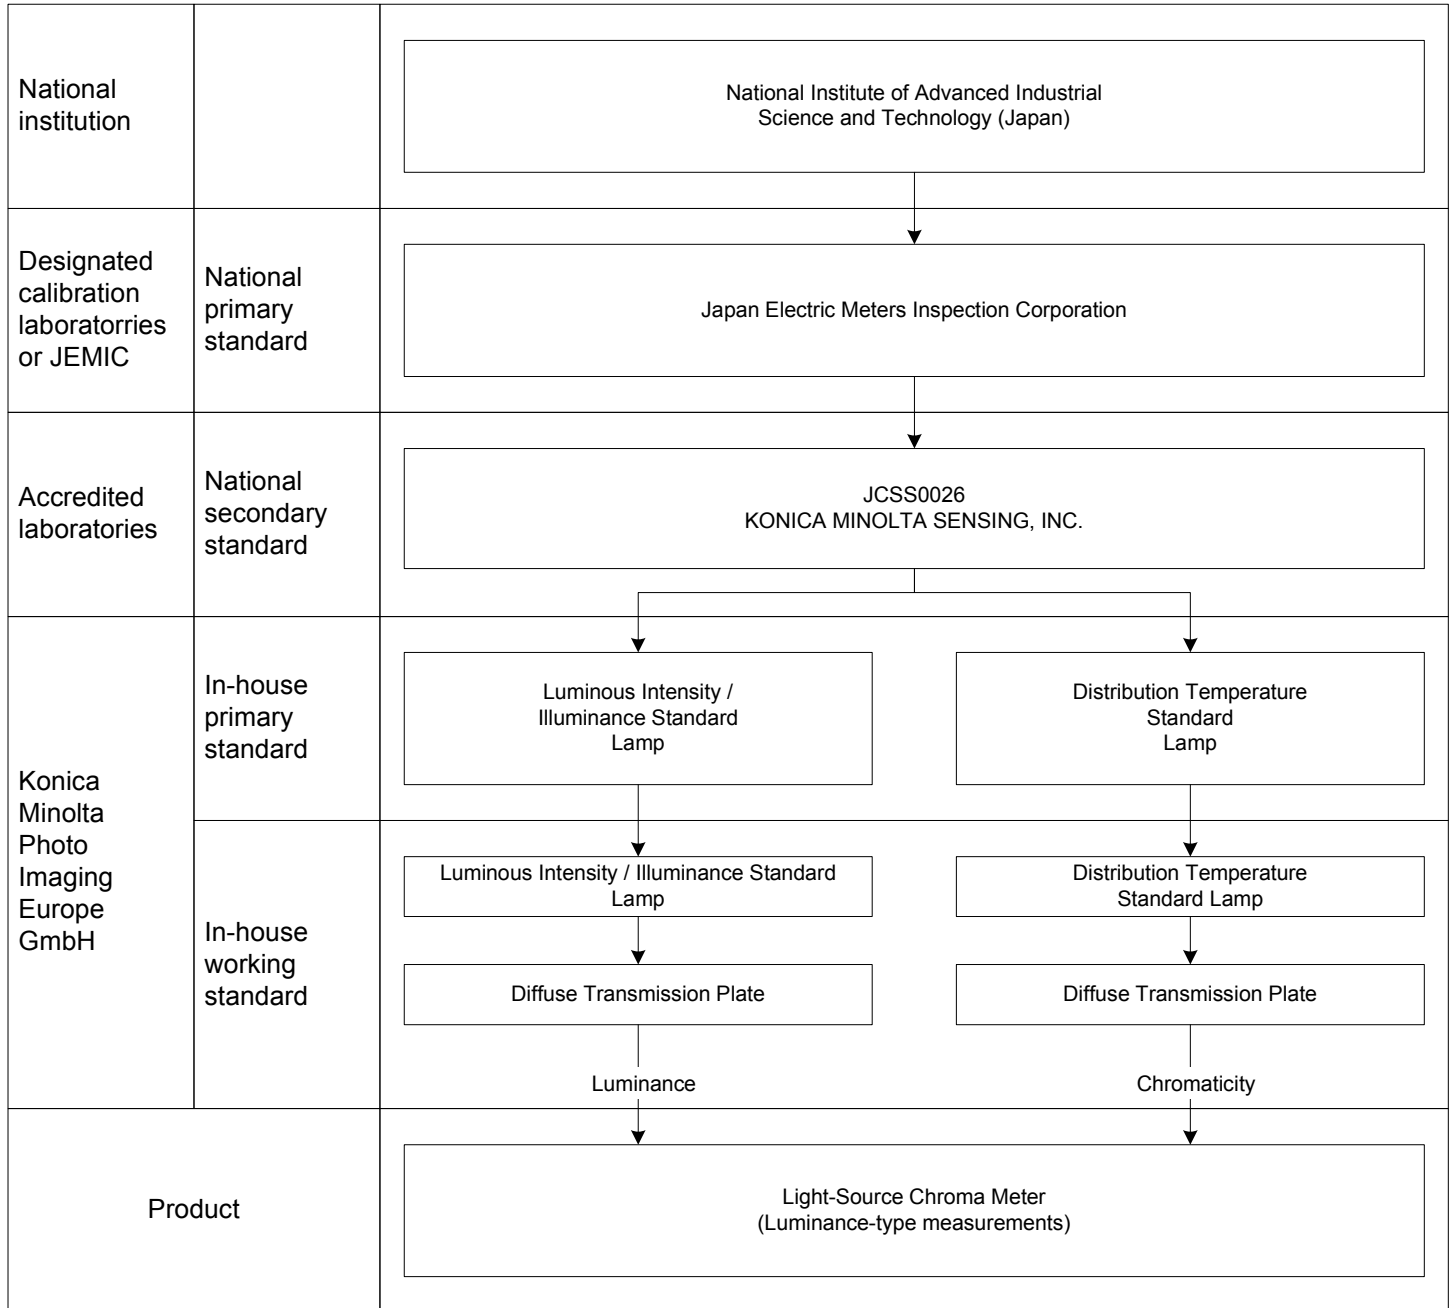 National
institution
National Institute of Advanced Industrial
Science and Technology (Japan)
Designated
calibration
laboratorries
or JEMIC
National
primary
standard
Japan Electric Meters Inspection Corporation
Accredited
laboratories
National
secondary
standard
JCSS0026
KONICA MINOLTA SENSING, INC.
Konica
Minolta
Photo
Imaging
Europe
GmbH
In-house
primary
standard
Luminous Intensity /
Illuminance Standard
Lamp
Distribution Temperature
Standard
Lamp
In-house
working
standard
Luminous Intensity / Illuminance Standard
Lamp
Distribution Temperature
Standard Lamp
Diffuse Transmission Plate
Diffuse Transmission Plate
Luminance
Chromaticity
Product
Light-Source Chroma Meter
(Luminance-type measurements)